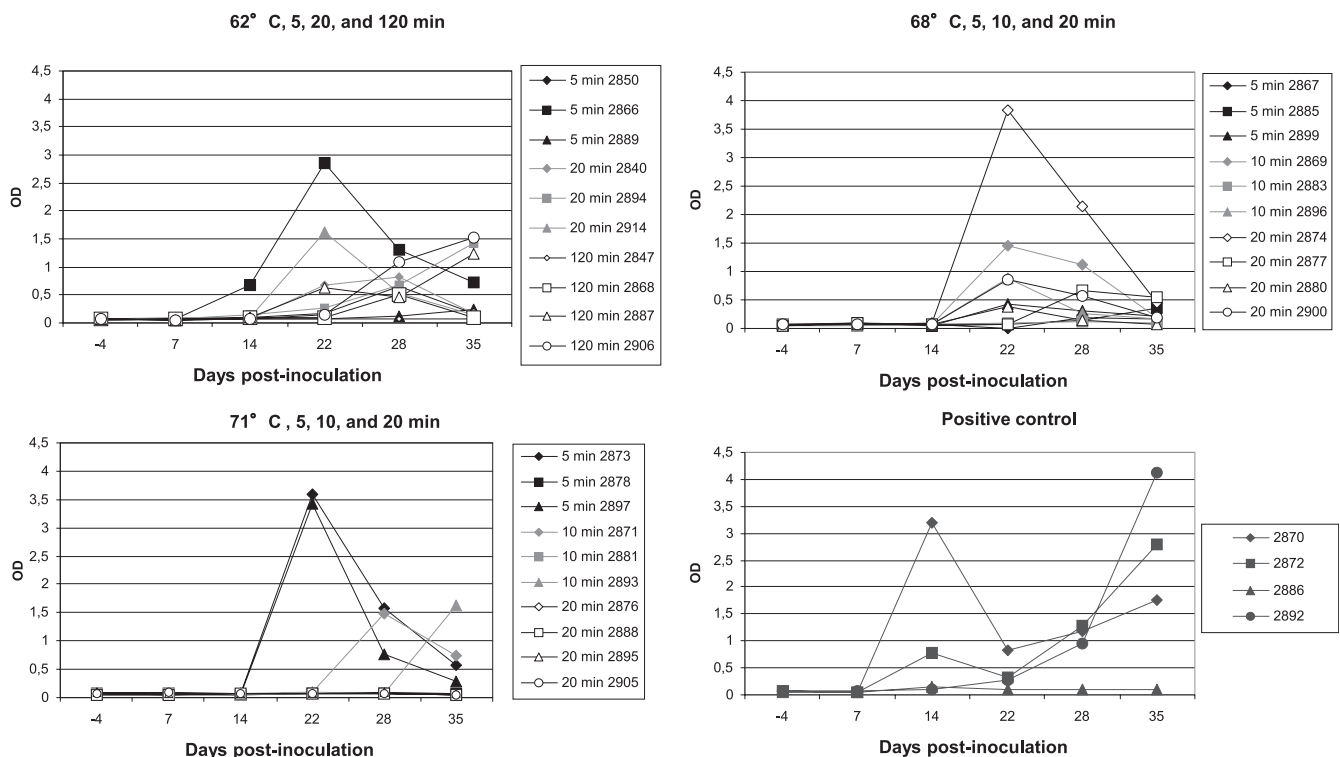 62° C, 5, 20, and 120 min
4,5
4
3,5
3
2,5
2
1,5
1
0,5
0
OD
-4 7 14 22 28 35
Days post-inoculation
5 min 2850
5 min 2866
5 min 2889
20 min 2840
20 min 2894
20 min 2914
120 min 2847
120 min 2868
120 min 2887
120 min 2906
68° C, 5, 10, and 20 min
4,5
4
3,5
3
2,5
2
1,5
1
0,5
0
OD
-4 7 14 22 28 35
Days post-inoculation
5 min 2867
5 min 2885
5 min 2899
10 min 2869
10 min 2883
10 min 2896
20 min 2874
20 min 2877
20 min 2880
20 min 2900
71° C , 5, 10, and 20 min
4,5
4
3,5
3
2,5
2
1,5
1
0,5
0
OD
-4 7 14 22 28 35
Days post-inoculation
5 min 2873
5 min 2878
5 min 2897
10 min 2871
10 min 2881
10 min 2893
20 min 2876
20 min 2888
20 min 2895
20 min 2905
Positive control
4,5
4
3,5
3
2,5
2
1,5
1
0,5
0
OD
-4 7 14 22 28 35
Days post-inoculation
2870
2872
2886
2892